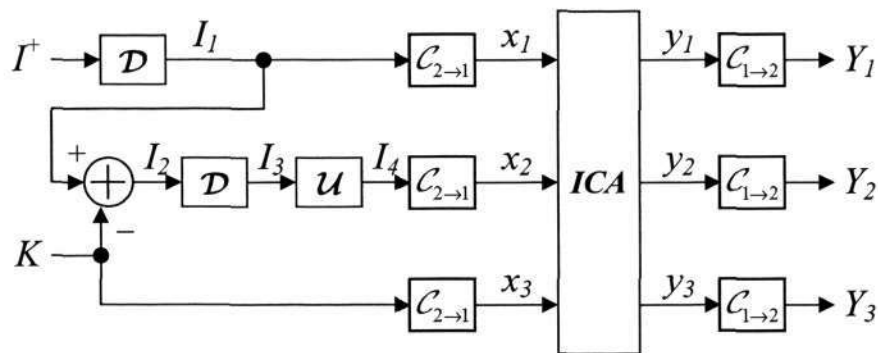 I⁺ 𝒟 I₁ 𝒞₂→₁ x₁ y₁ 𝒞₁→₂ Y₁
+ I₂ 𝒟 I₃ 𝒰 I₄ 𝒞₂→₁ x₂ ICA y₂ 𝒞₁→₂ Y₂
−
K 𝒞₂→₁ x₃ y₃ 𝒞₁→₂ Y₃